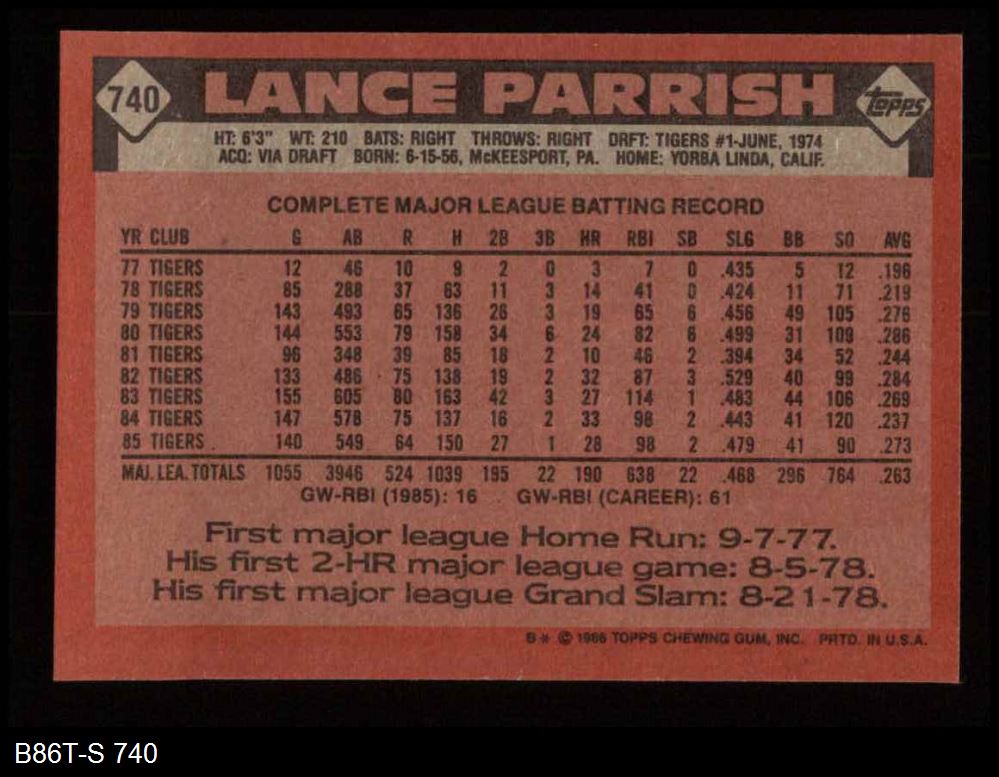 740 LANCE PARRISH Topps
HT: 6'3" WT: 210 BATS: RIGHT THROWS: RIGHT DRFT: TIGERS #1-JUNE, 1974
ACQ: VIA DRAFT BORN: 6-15-56, McKEESPORT, PA. HOME: YORBA LINDA, CALIF.
COMPLETE MAJOR LEAGUE BATTING RECORD
YR CLUB G AB R H 2B 3B HR RBI SB SLG BB SO AVG
77 TIGERS 12 46 10 9 2 0 3 7 0 .435 5 12 .196
78 TIGERS 85 288 37 63 11 3 14 41 0 .424 11 71 .219
79 TIGERS 143 493 65 136 26 3 19 65 6 .456 49 105 .276
80 TIGERS 144 553 79 158 34 6 24 82 6 .499 31 109 .286
81 TIGERS 96 348 39 85 18 2 10 46 2 .394 34 52 .244
82 TIGERS 133 486 75 138 19 2 32 87 3 .529 40 99 .284
83 TIGERS 155 605 80 163 42 3 27 114 1 .483 44 106 .269
84 TIGERS 147 578 75 137 16 2 33 98 2 .443 41 120 .237
85 TIGERS 140 549 64 150 27 1 28 98 2 .479 41 90 .273
MAJ. LEA. TOTALS 1055 3946 524 1039 195 22 190 638 22 .468 296 764 .263
GW-RBI (1985): 16 GW-RBI (CAREER): 61
First major league Home Run: 9-7-77.
His first 2-HR major league game: 8-5-78.
His first major league Grand Slam: 8-21-78.
B* © 1986 TOPPS CHEWING GUM, INC. PRTD. IN U.S.A.
B86T-S 740